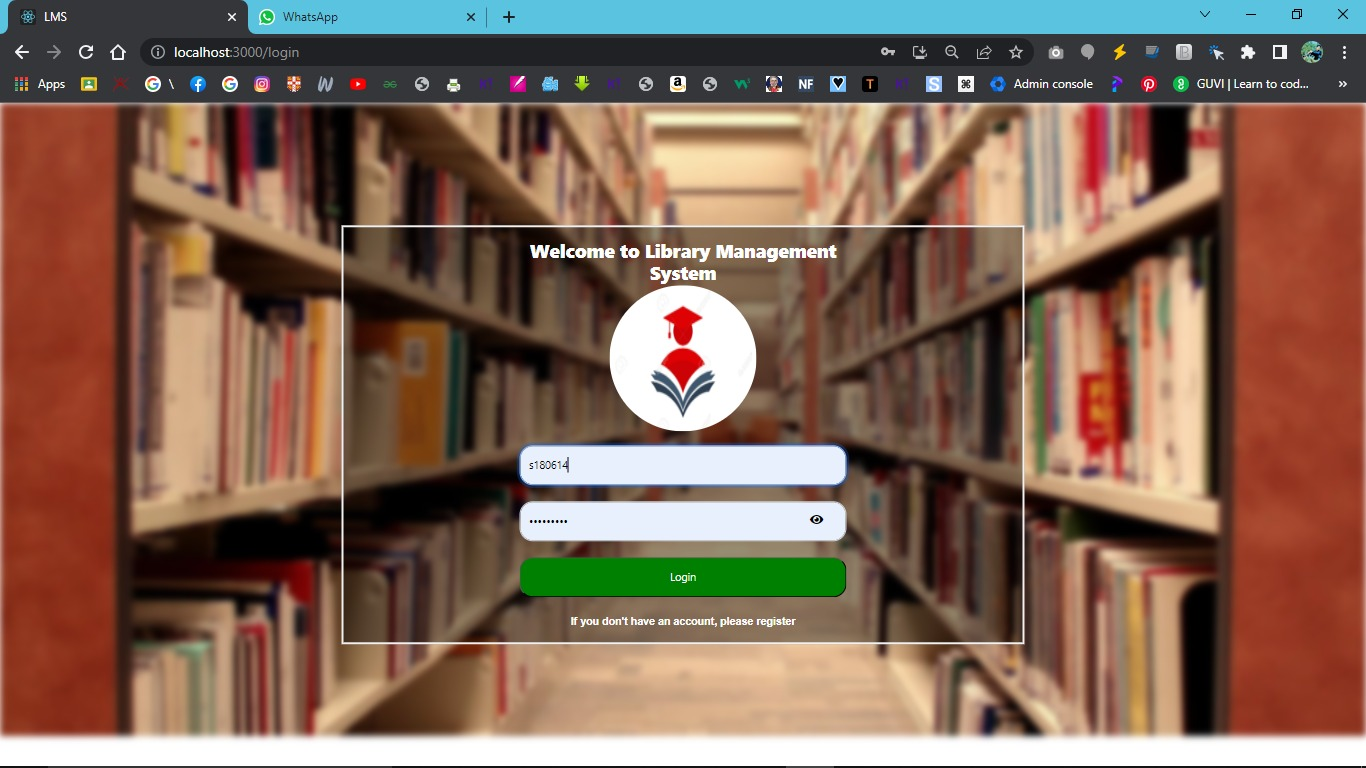 LMS
WhatsApp
localhost:3000/login
Apps
\
NF
T
S
Admin console
GUVI | Learn to cod...
»
Welcome to Library Management
System
s180614
•••••••••
Login
If you don't have an account, please register